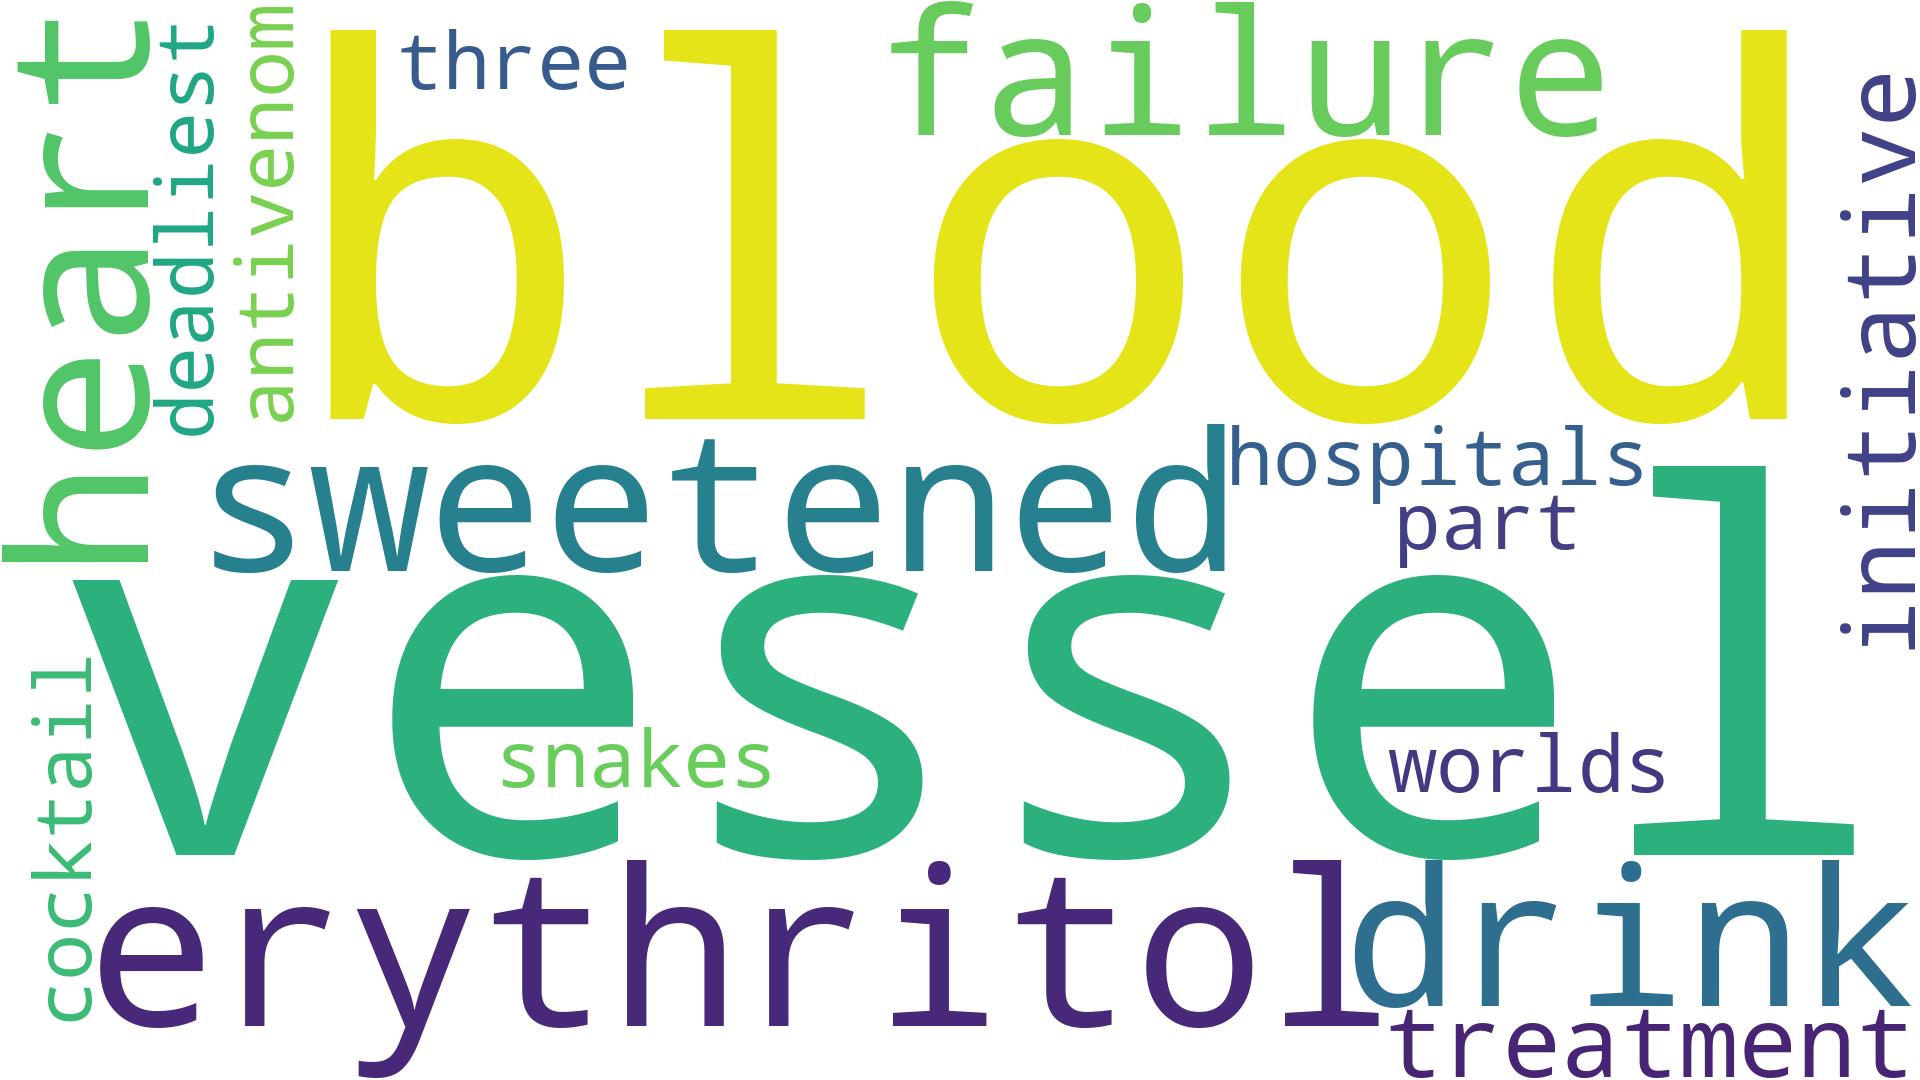 heart
deadliest
antivenom
three
failure
blood
initiative
sweetened
hospitals
part
vessel
snakes
worlds
cocktail
erythritol
drink
treatment